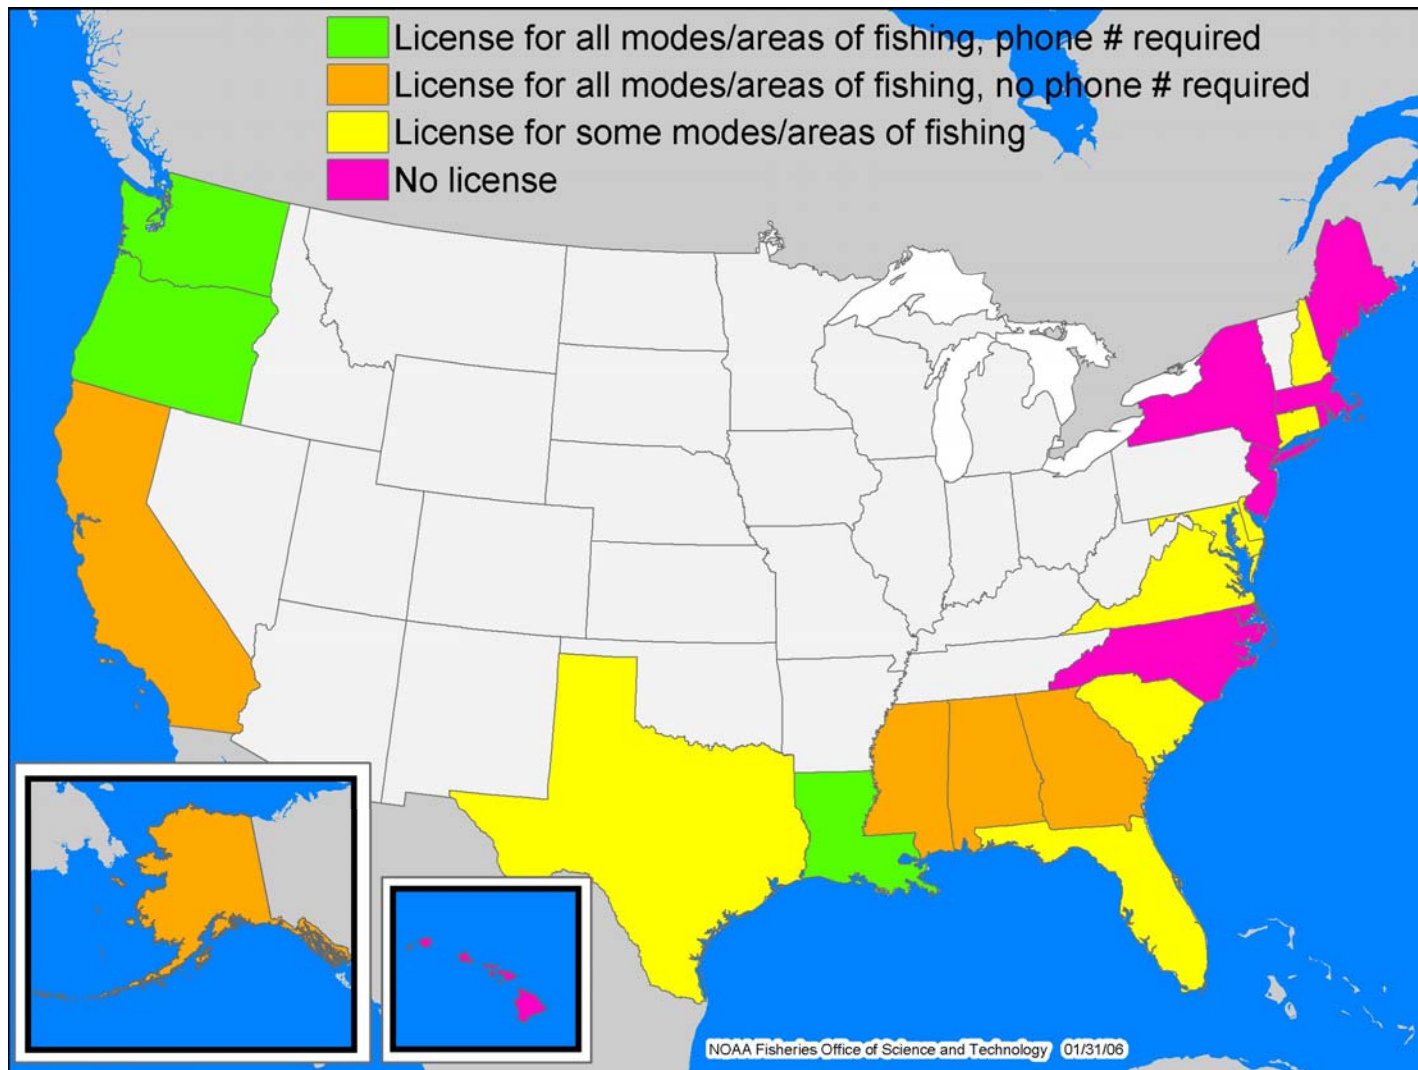 License for all modes/areas of fishing, phone # required
License for all modes/areas of fishing, no phone # required
License for some modes/areas of fishing
No license
NOAA Fisheries Office of Science and Technology 01/31/06